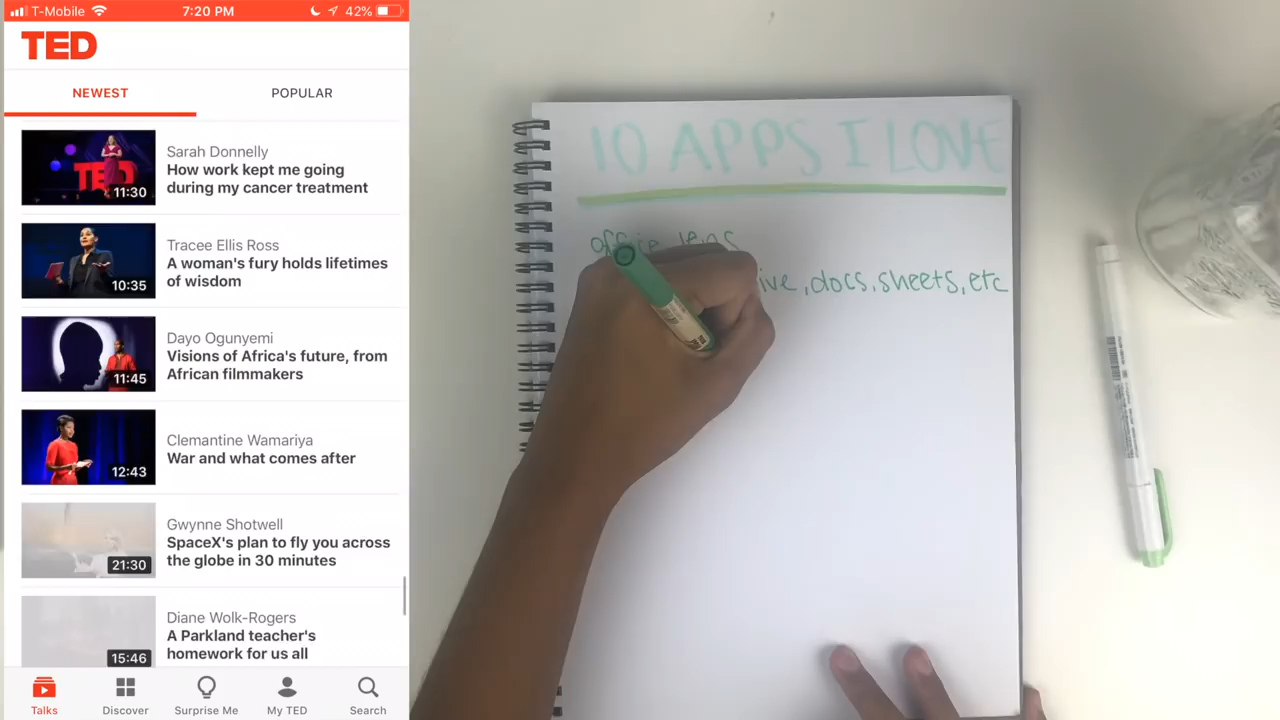 T-Mobile 7:20 PM 42%
TED
NEWEST POPULAR
Sarah Donnelly
How work kept me going
during my cancer treatment
11:30
Tracee Ellis Ross
A woman's fury holds lifetimes
of wisdom
10:35
Dayo Ogunyemi
Visions of Africa's future, from
African filmmakers
11:45
Clemantine Wamariya
War and what comes after
12:43
Gwynne Shotwell
SpaceX's plan to fly you across
the globe in 30 minutes
21:30
Diane Wolk-Rogers
A Parkland teacher's
homework for us all
15:46
Talks Discover Surprise Me My TED Search
10 APPS I LOVE
lens
ive, docs, sheets, etc